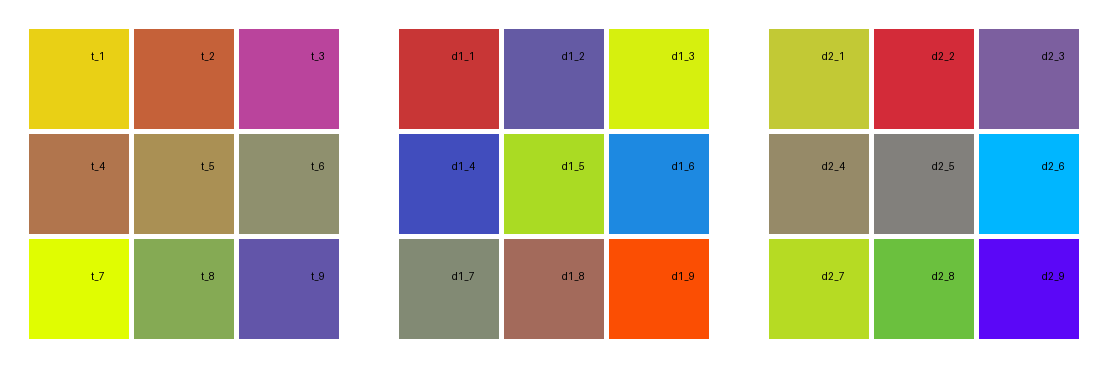 t_1 t_2 t_3 d1_1 d1_2 d1_3 d2_1 d2_2 d2_3
t_4 t_5 t_6 d1_4 d1_5 d1_6 d2_4 d2_5 d2_6
t_7 t_8 t_9 d1_7 d1_8 d1_9 d2_7 d2_8 d2_9